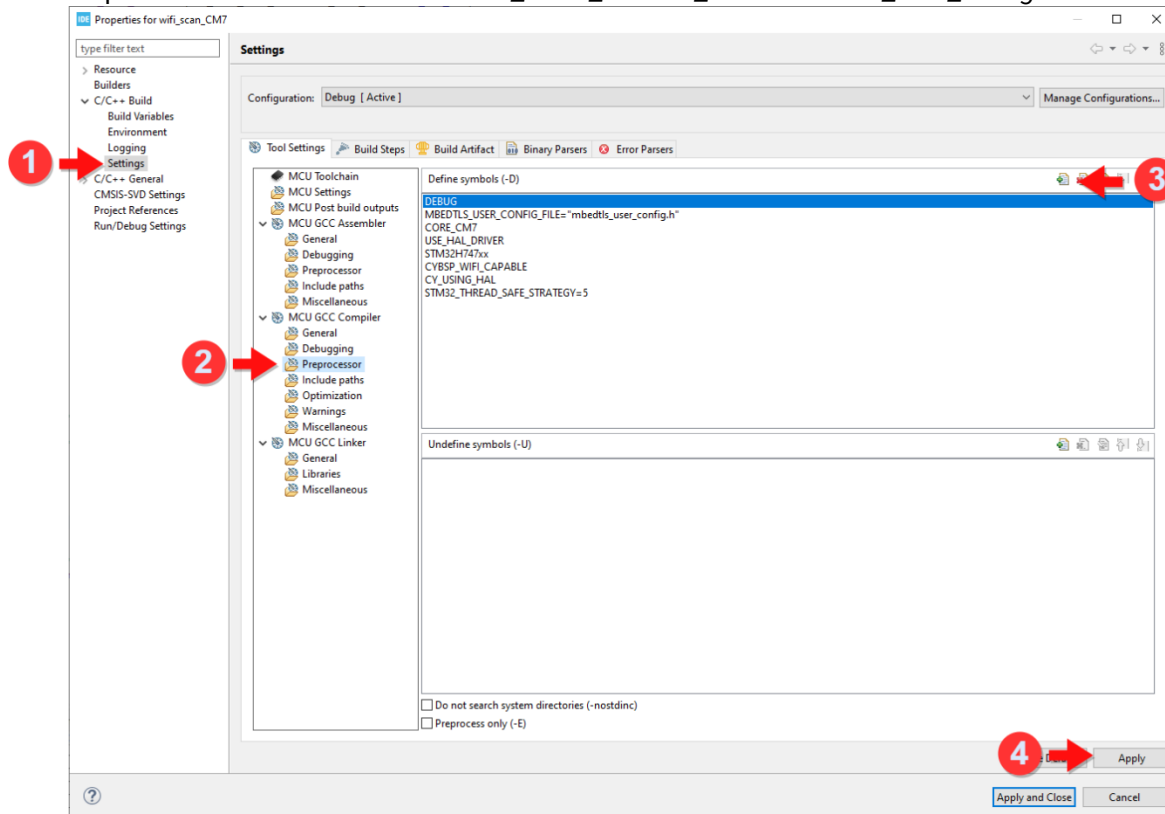 IDE Properties for wifi_scan_CM7
type filter text
Settings
Resource
Builders
C/C++ Build
Build Variables
Environment
Logging
Settings
C/C++ General
CMSIS-SVD Settings
Project References
Run/Debug Settings
1
Configuration: Debug [ Active ] Manage Configurations...
Tool Settings Build Steps Build Artifact Binary Parsers Error Parsers
MCU Toolchain
MCU Settings
MCU Post build outputs
MCU GCC Assembler
General
Debugging
Preprocessor
Include paths
Miscellaneous
MCU GCC Compiler
General
Debugging
2
Preprocessor
Include paths
Optimization
Warnings
Miscellaneous
MCU GCC Linker
General
Libraries
Miscellaneous
Define symbols (-D)
3
DEBUG
MBEDTLS_USER_CONFIG_FILE="mbedtls_user_config.h"
CORE_CM7
USE_HAL_DRIVER
STM32H747xx
CYBSP_WIFI_CAPABLE
CY_USING_HAL
STM32_THREAD_SAFE_STRATEGY=5
Undefine symbols (-U)
Do not search system directories (-nostdinc)
Preprocess only (-E)
4
Apply
Apply and Close Cancel